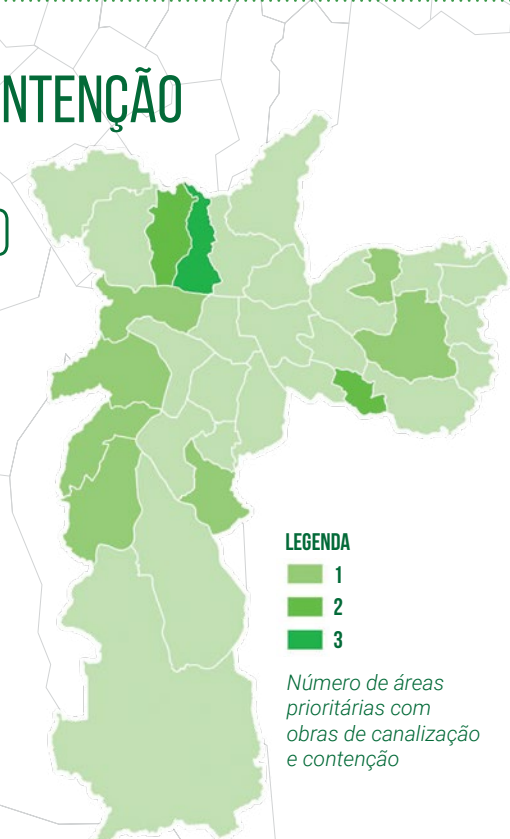 NTENÇÃO
LEGENDA
1
2
3
Número de áreas
prioritárias com
obras de canalização
e contenção